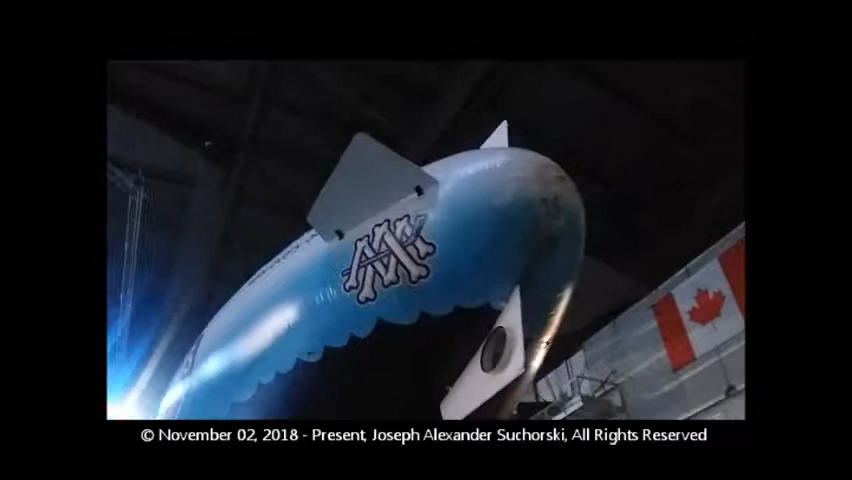 © November 02, 2018 - Present, Joseph Alexander Suchorski, All Rights Reserved